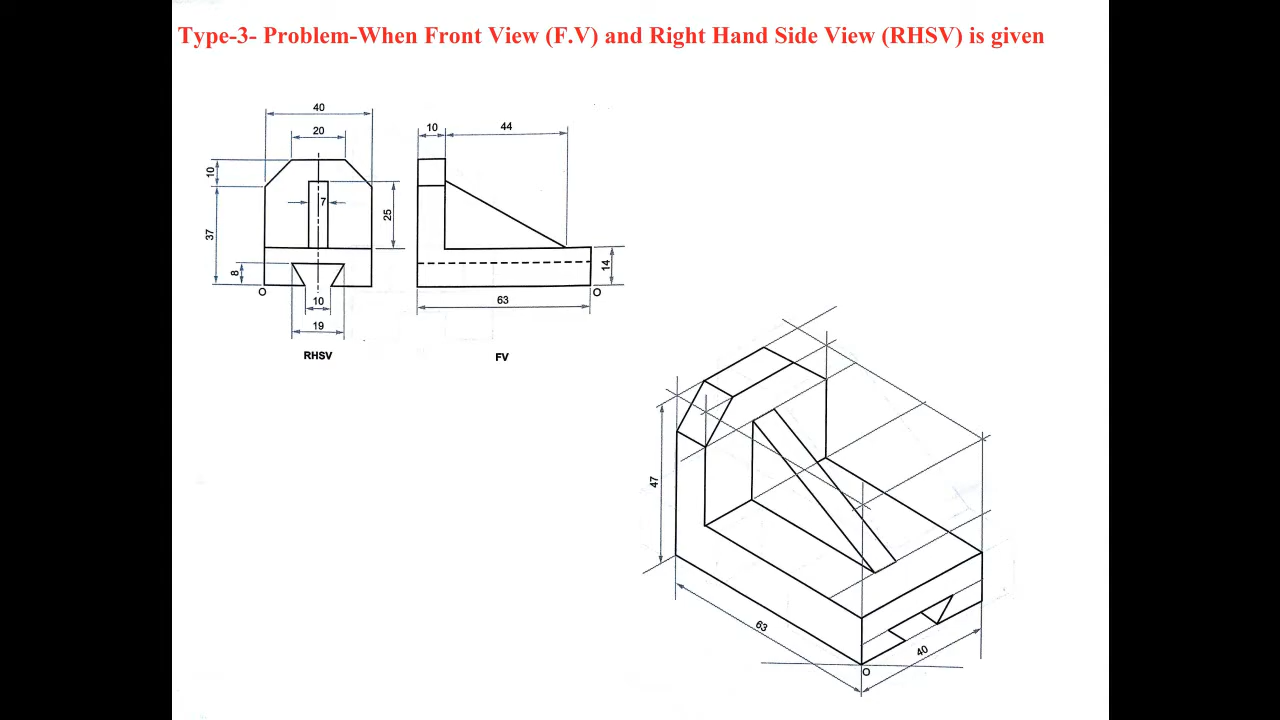 Type-3- Problem-When Front View (F.V) and Right Hand Side View (RHSV) is given
40
20
10
44
10
7
25
37
8
14
O
O
10
63
19
RHSV
FV
47
63
40
O